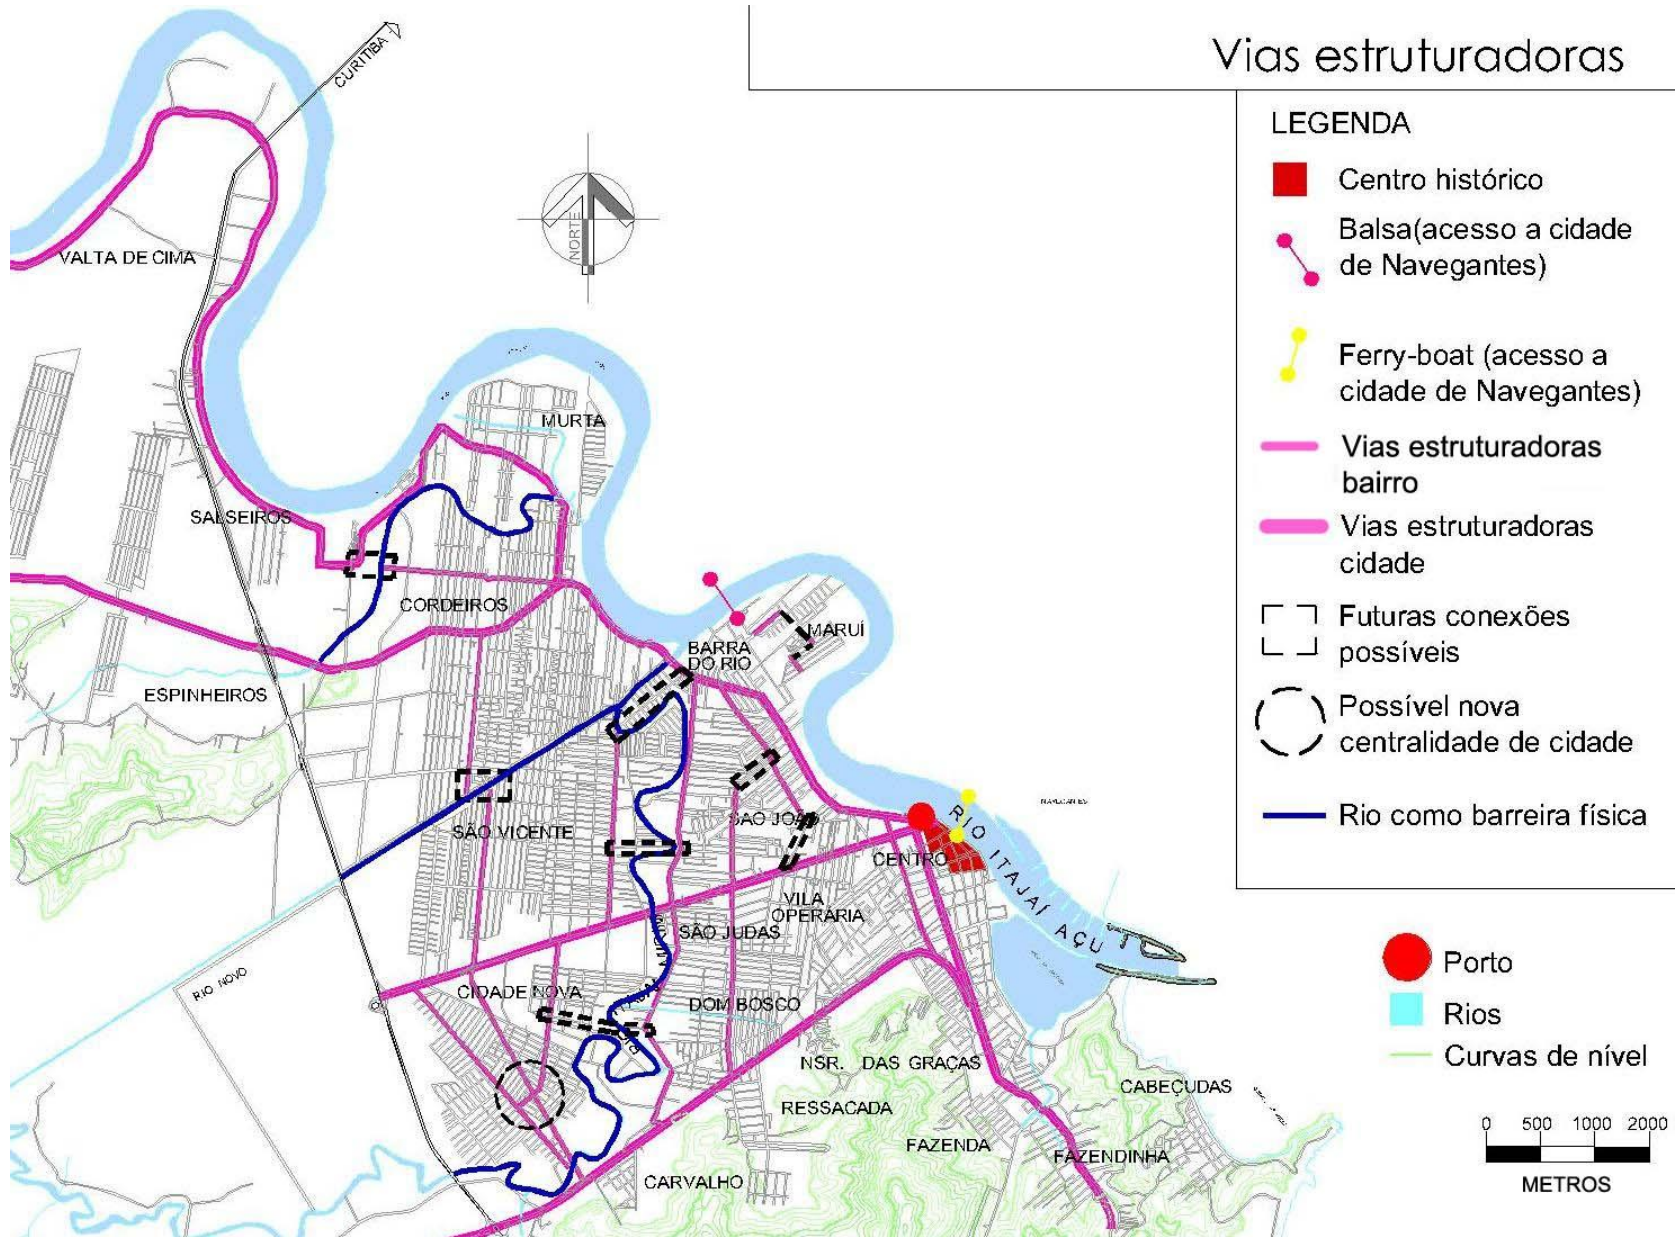 Vias estruturadoras
LEGENDA
Centro histórico
Balsa(acesso a cidade
de Navegantes)
Ferry-boat (acesso a
cidade de Navegantes)
Vias estruturadoras
bairro
Vias estruturadoras
cidade
Futuras conexões
possíveis
Possível nova
centralidade de cidade
Rio como barreira física
Porto
Rios
Curvas de nível
0 500 1000 2000
METROS
CURITIBA
NORTE
VALTA DE CIMA
MURTA
SALSEIROS
CORDEIROS
MARUÍ
BARRA
DO RIO
ESPINHEIROS
SÃO VICENTE
SÃO JOÃO
CENTRO
RIO ITAJAÍ AÇU
VILA
OPERÁRIA
SÃO JUDAS
RIO NOVO
CIDADE NOVA
DOM BOSCO
NSR. DAS GRAÇAS
CABEÇUDAS
RESSACADA
FAZENDA
FAZENDINHA
CARVALHO